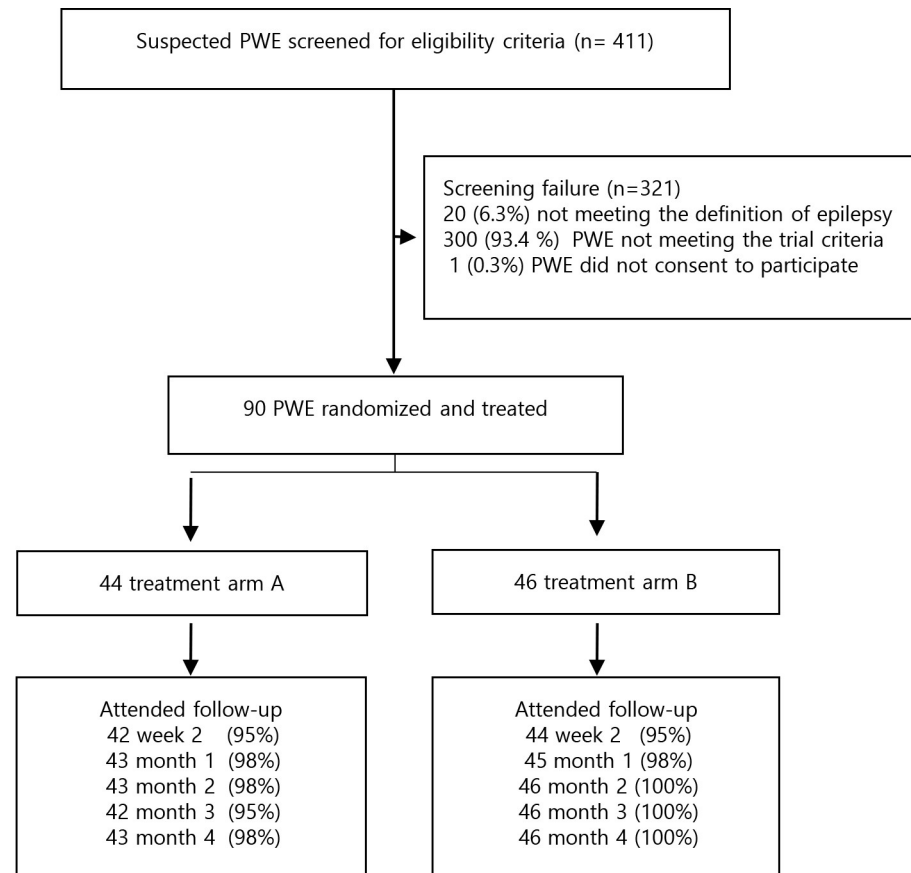 Suspected PWE screened for eligibility criteria (n= 411)
Screening failure (n=321)
20 (6.3%) not meeting the definition of epilepsy
300 (93.4 %) PWE not meeting the trial criteria
1 (0.3%) PWE did not consent to participate
90 PWE randomized and treated
44 treatment arm A
46 treatment arm B
Attended follow-up
42 week 2 (95%)
43 month 1 (98%)
43 month 2 (98%)
42 month 3 (95%)
43 month 4 (98%)
Attended follow-up
44 week 2 (95%)
45 month 1 (98%)
46 month 2 (100%)
46 month 3 (100%)
46 month 4 (100%)